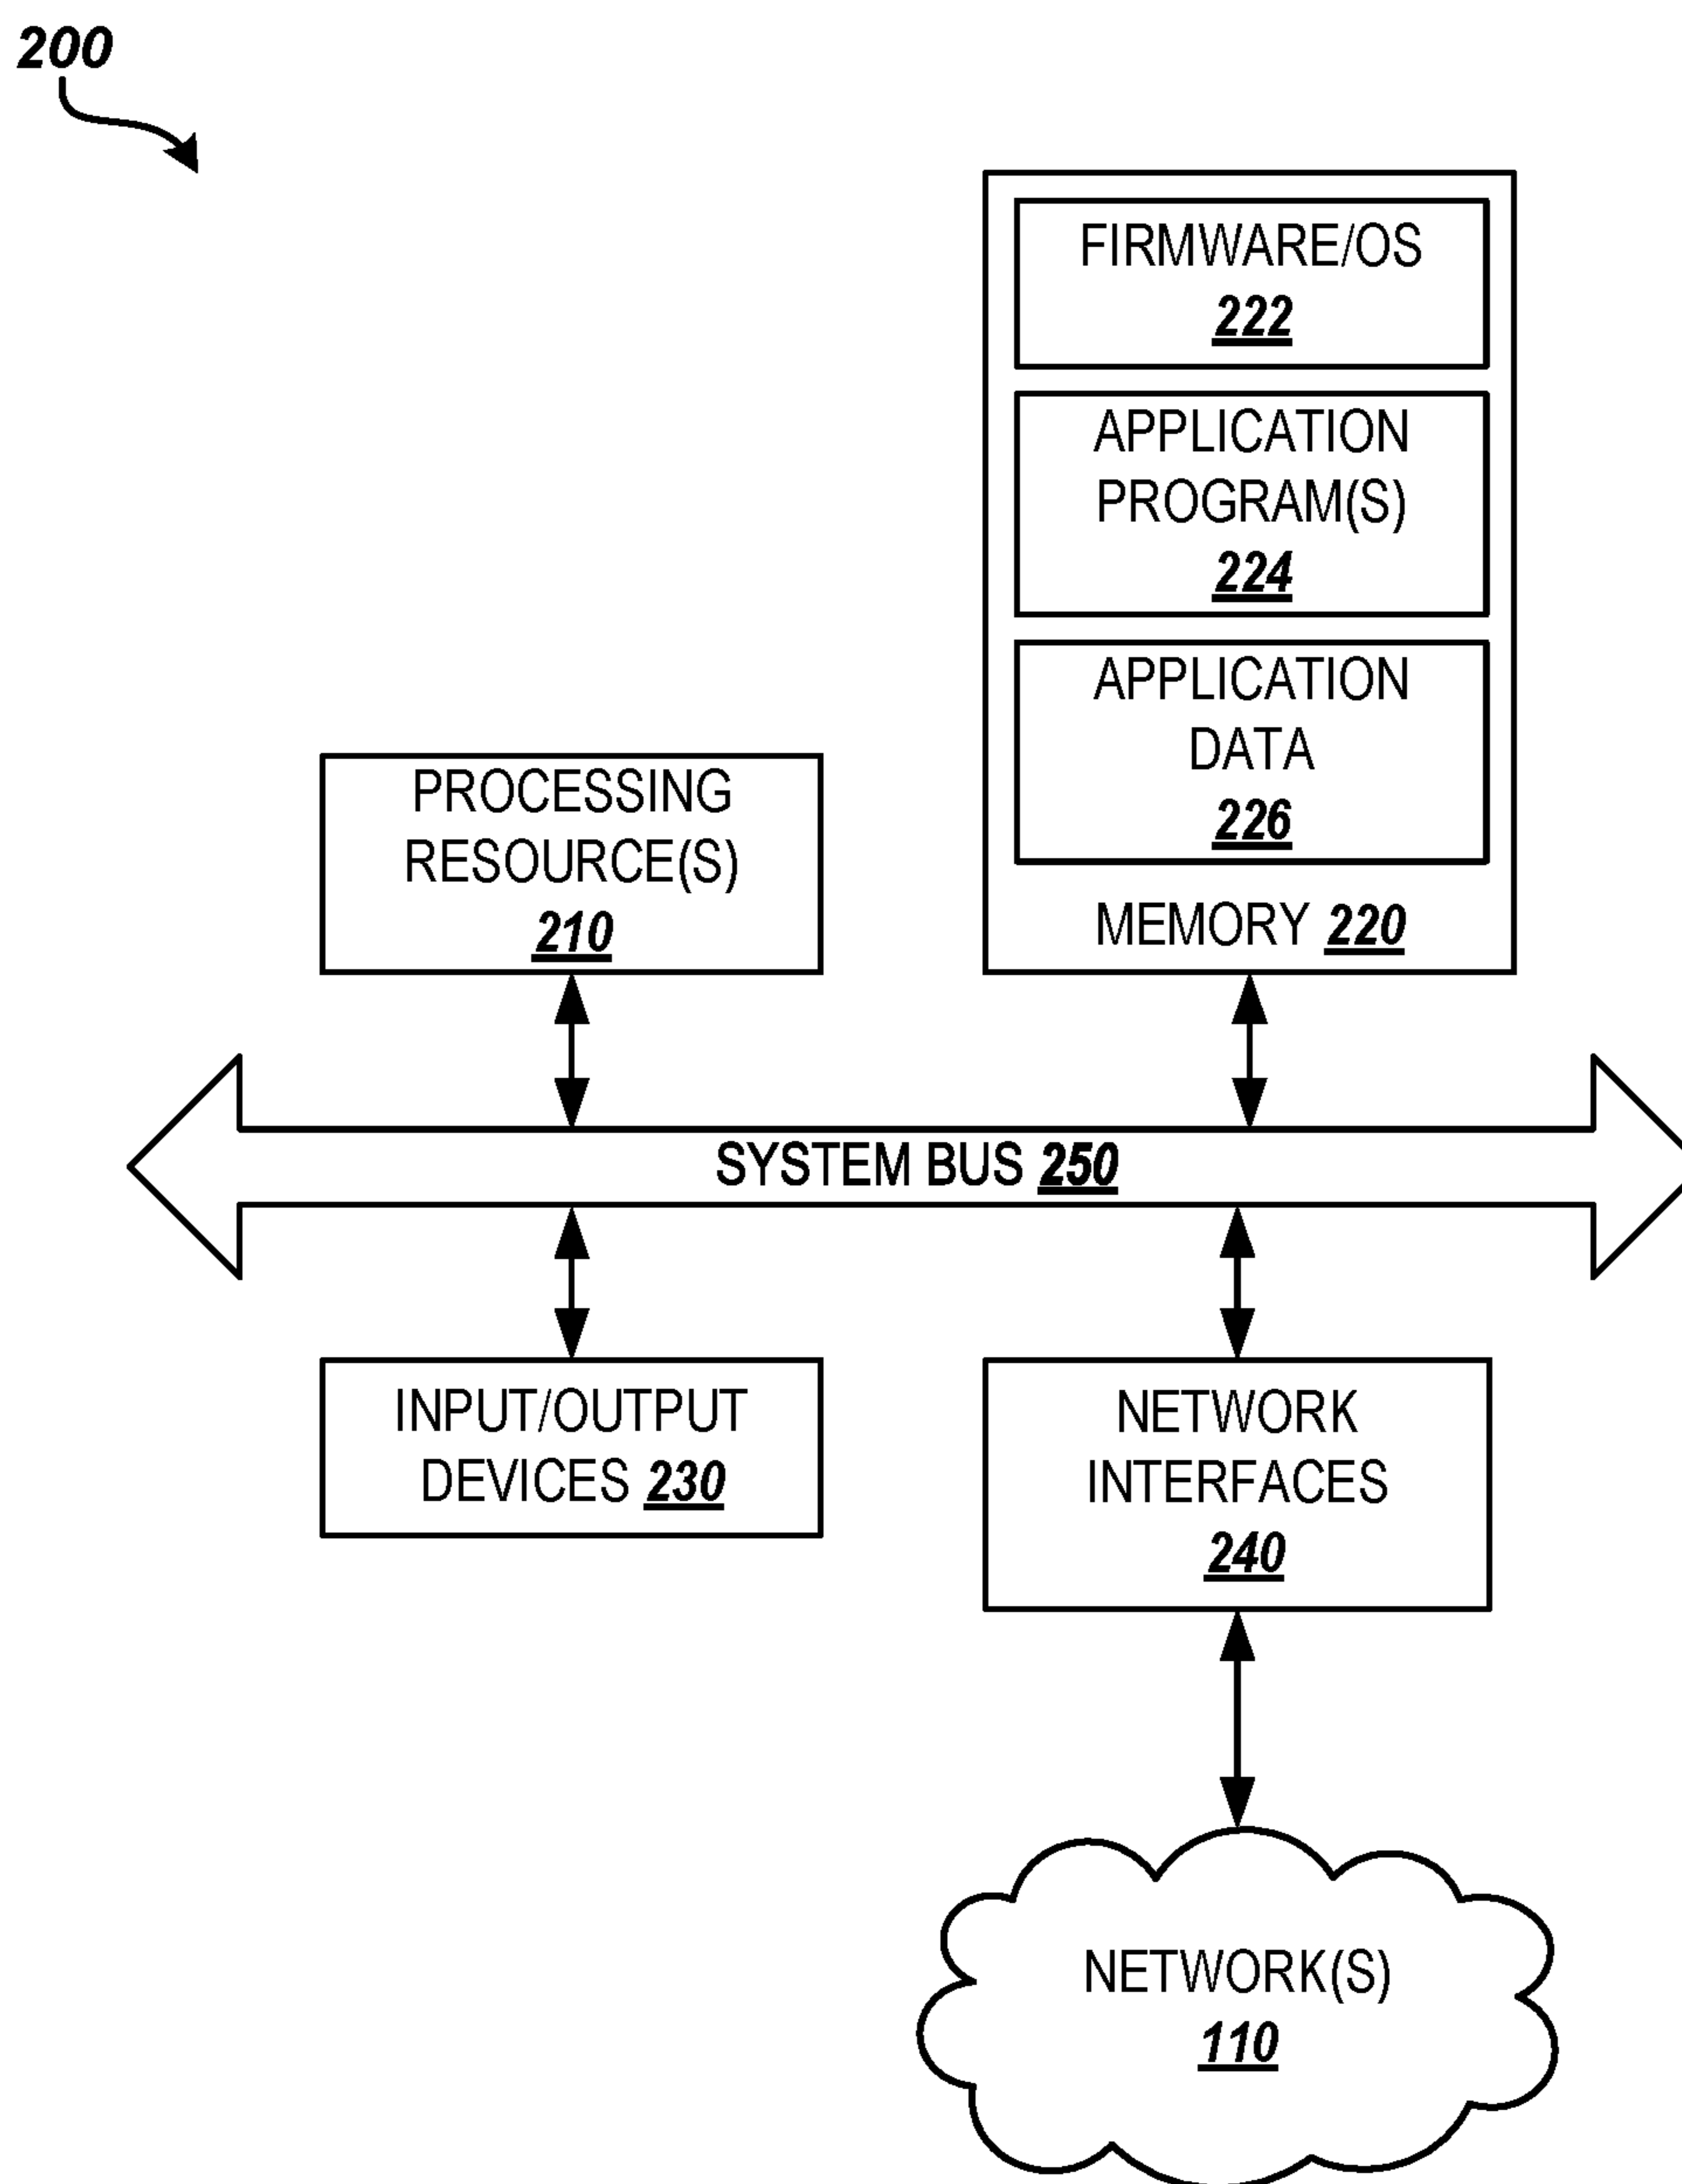 200
FIRMWARE/OS
222
APPLICATION
PROGRAM(S)
224
APPLICATION
DATA
226
MEMORY 220
PROCESSING
RESOURCE(S)
210
SYSTEM BUS 250
INPUT/OUTPUT
DEVICES 230
NETWORK
INTERFACES
240
NETWORK(S)
110